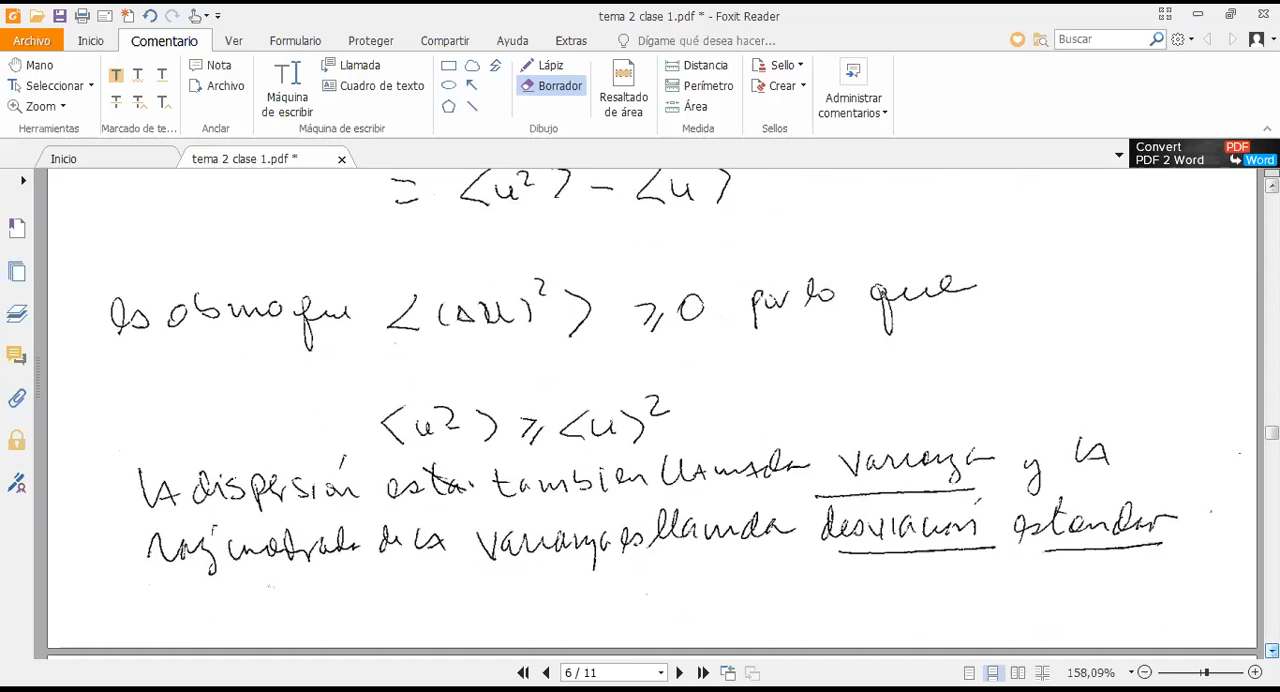 tema 2 clase 1.pdf * - Foxit Reader
Archivo Inicio Comentario Ver Formulario Proteger Compartir Ayuda Extras Dígame qué desea hacer... Buscar
Mano
Seleccionar
Zoom
Herramientas
T T T
T T T
Marcado de te...
Nota
Archivo
Anclar
Máquina de escribir
Llamada
Cuadro de texto
Máquina de escribir
Lápiz
Borrador
Dibujo
Resaltado de área
Distancia
Perímetro
Área
Medida
Sello
Crear
Sellos
Administrar comentarios
Inicio
tema 2 clase 1.pdf *
Convert PDF
PDF 2 Word Word
= <u²> - <u>
Es obvio que <(Δu)²> ≥ 0 por lo que
<u²> ≥ <u>²
LA dispersión es también llamada varianza y LA
raíz cuadrada de LA varianza es llamda desviación estandar
6 / 11
158,09%